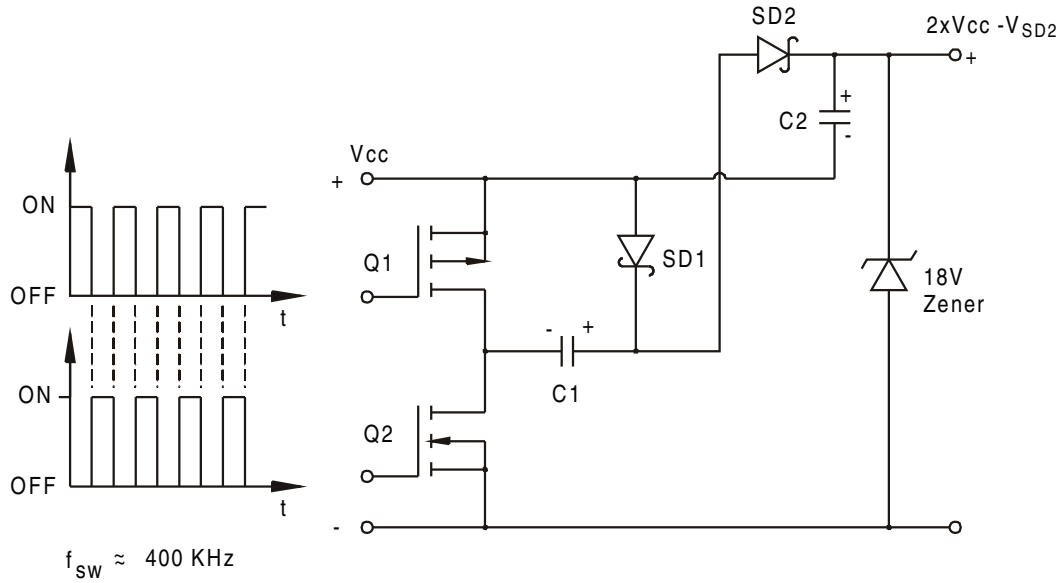 SD2
2xVcc -VSD2
+
+
C2
-
Vcc
+
ON
OFF
t
Q1
SD1
18V
Zener
- +
C1
ON
OFF
t
Q2
-
fSW ≈ 400 KHz